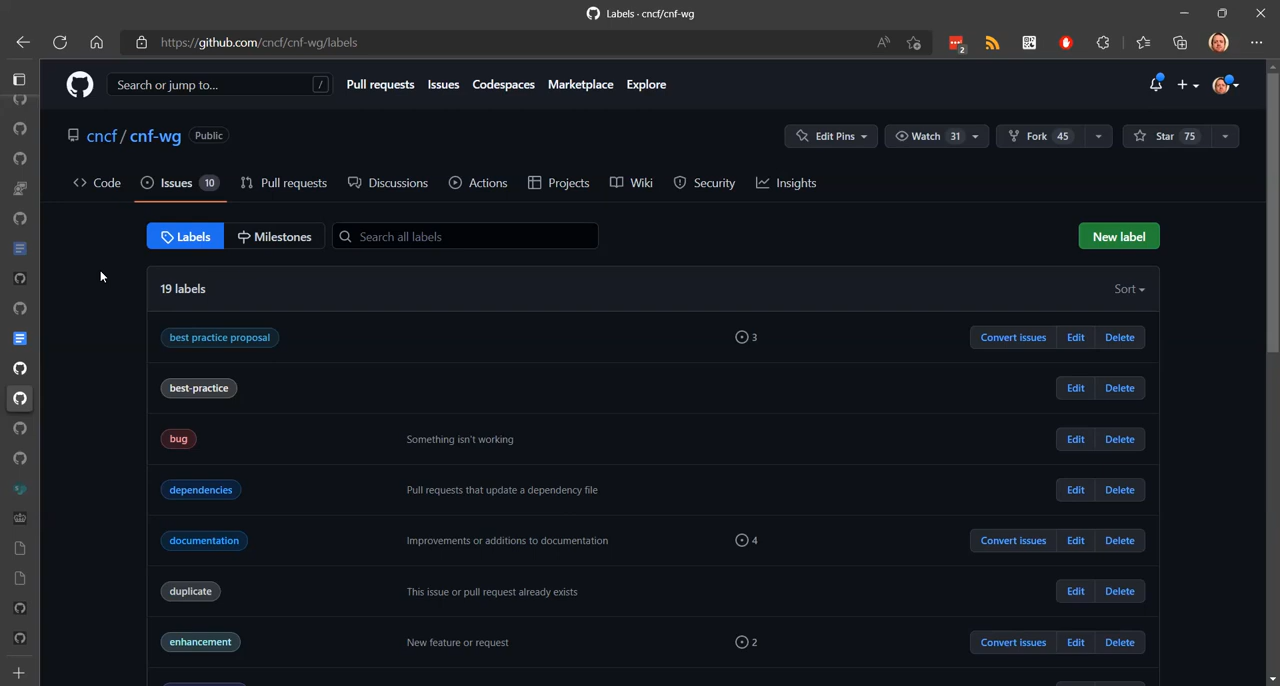 Labels · cncf/cnf-wg
https://github.com/cncf/cnf-wg/labels
A
2
Search or jump to... /
Pull requests Issues Codespaces Marketplace Explore
cncf / cnf-wg Public
Edit Pins Watch 31 Fork 45 Star 75
Code Issues 10 Pull requests Discussions Actions Projects Wiki Security Insights
Labels Milestones Search all labels New label
19 labels Sort
best practice proposal 3 Convert issues Edit Delete
best-practice Edit Delete
bug Something isn't working Edit Delete
dependencies Pull requests that update a dependency file Edit Delete
documentation Improvements or additions to documentation 4 Convert issues Edit Delete
duplicate This issue or pull request already exists Edit Delete
enhancement New feature or request 2 Convert issues Edit Delete